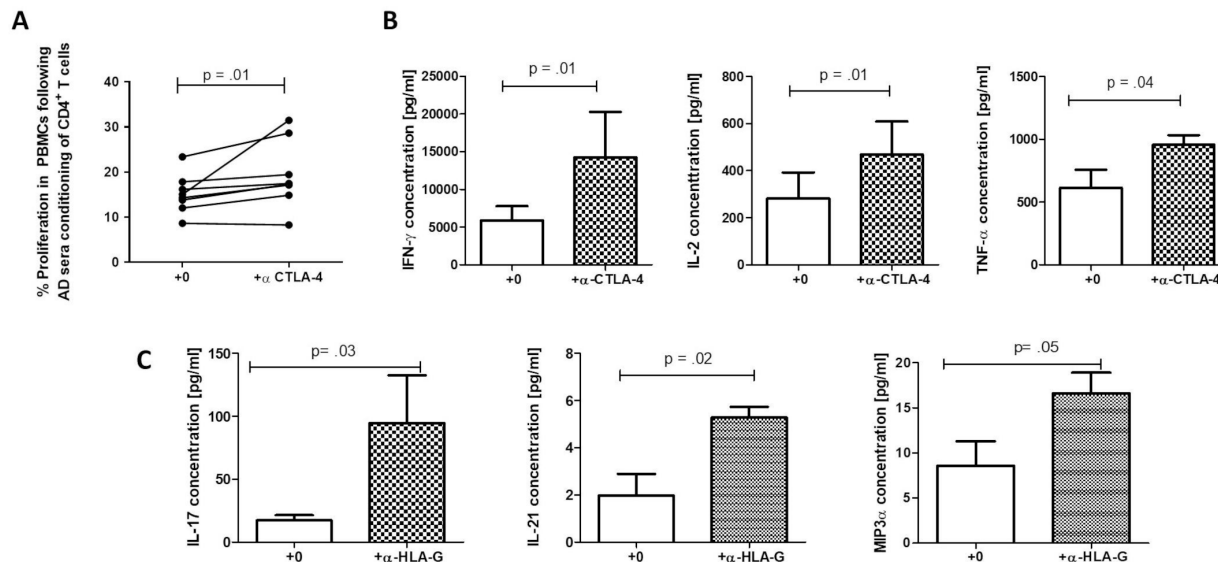 A
% Proliferation in PBMCs following
AD sera conditioning of CD4⁺ T cells
40
30
20
10
0
p = .01
+0
+α CTLA-4
B
IFN-γ concentration [pg/ml]
25000
20000
15000
10000
5000
0
p = .01
+0
+α-CTLA-4
IL-2 concentration [pg/ml]
800
600
400
200
0
p = .01
+0
+α-CTLA-4
TNF-α concentration [pg/ml]
1500
1000
500
0
p = .04
+0
+α-CTLA-4
C
IL-17 concentration [pg/ml]
150
100
50
0
p= .03
+0
+α-HLA-G
IL-21 concentration [pg/ml]
8
6
4
2
0
p = .02
+0
+α-HLA-G
MIP3α concentration [pg/ml]
20
15
10
5
0
p= .05
+0
+α-HLA-G